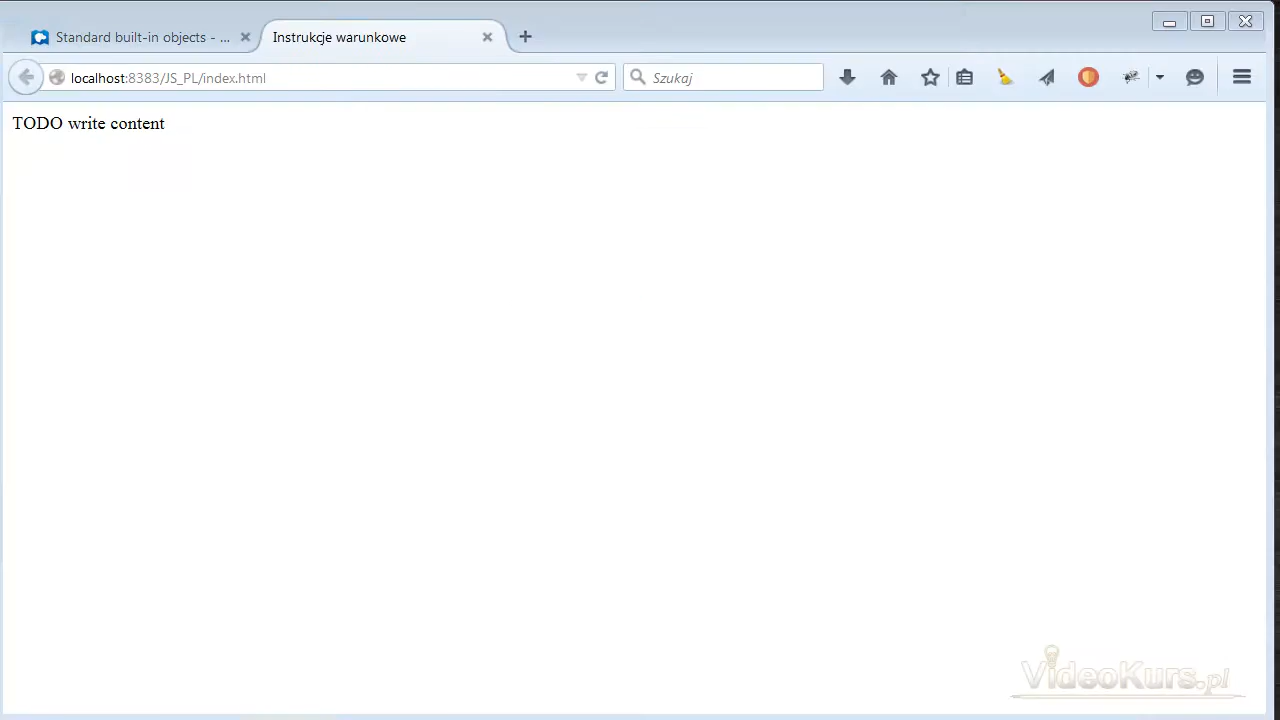 Standard built-in objects - ...
Instrukcje warunkowe
localhost:8383/JS_PL/index.html
Szukaj
TODO write content
VideoKurs.pl